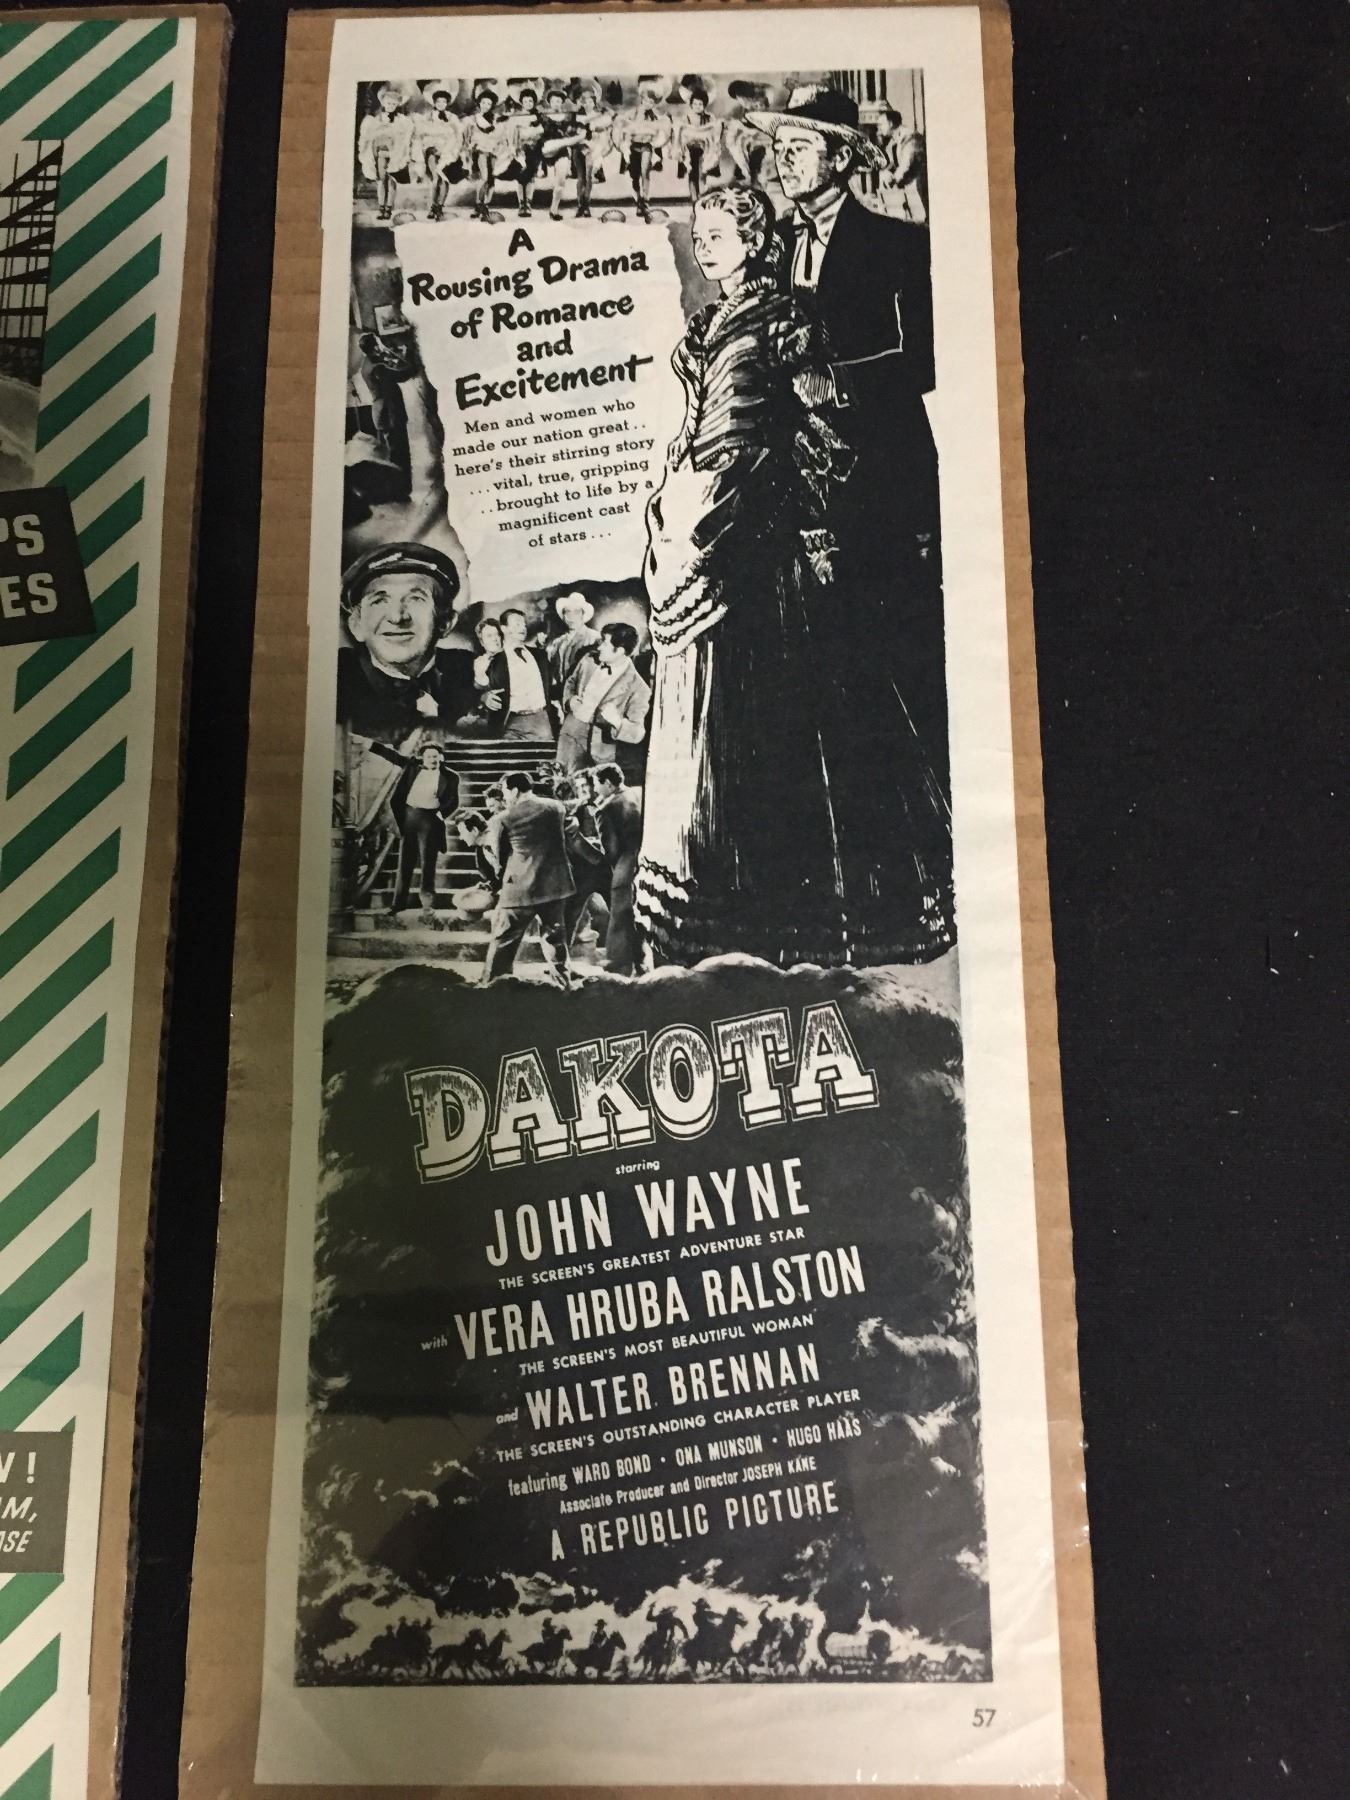 A
Rousing Drama
of Romance
and
Excitement
Men and women who
made our nation great..
here's their stirring story
...vital, true, gripping
..brought to life by a
magnificent cast
of stars...
DAKOTA
starring
JOHN WAYNE
THE SCREEN'S GREATEST ADVENTURE STAR
with VERA HRUBA RALSTON
THE SCREEN'S MOST BEAUTIFUL WOMAN
and WALTER BRENNAN
THE SCREEN'S OUTSTANDING CHARACTER PLAYER
featuring WARD BOND • ONA MUNSON • HUGO HAAS
Associate Producer and Director JOSEPH KANE
A REPUBLIC PICTURE
57